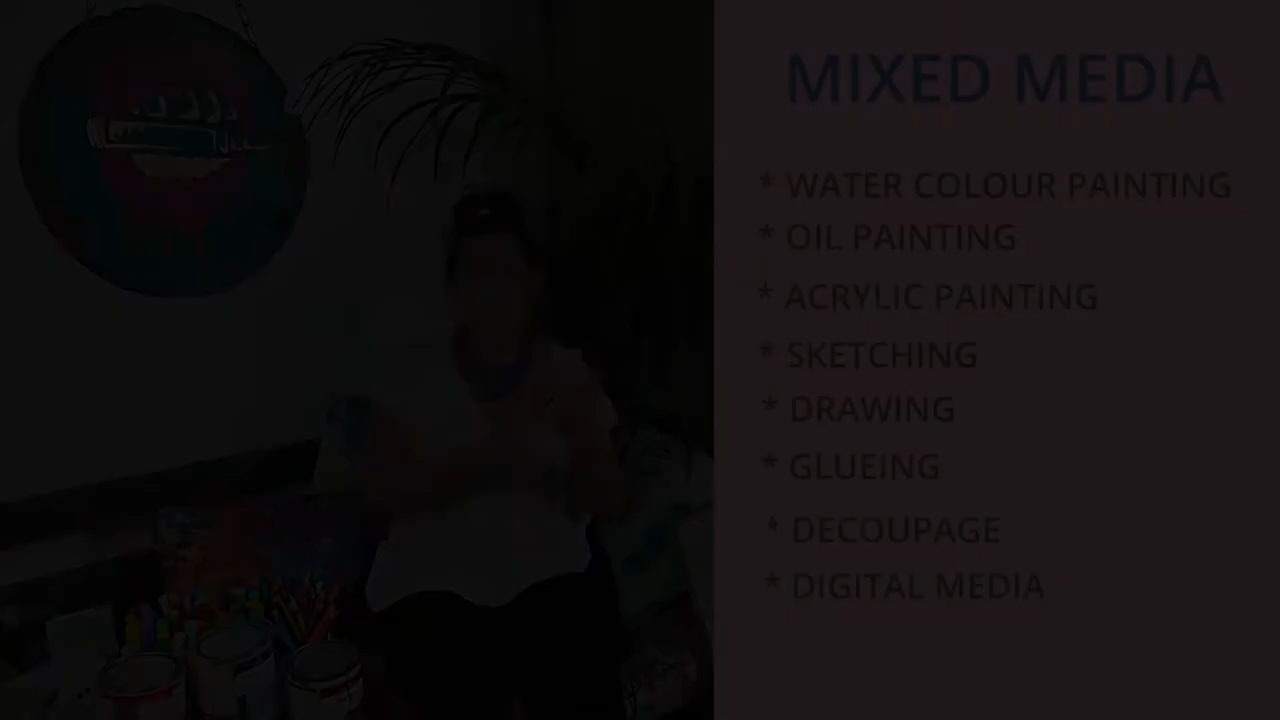 MIXED MEDIA
* WATER COLOUR PAINTING
* OIL PAINTING
* ACRYLIC PAINTING
* SKETCHING
* DRAWING
* GLUEING
* DECOUPAGE
* DIGITAL MEDIA